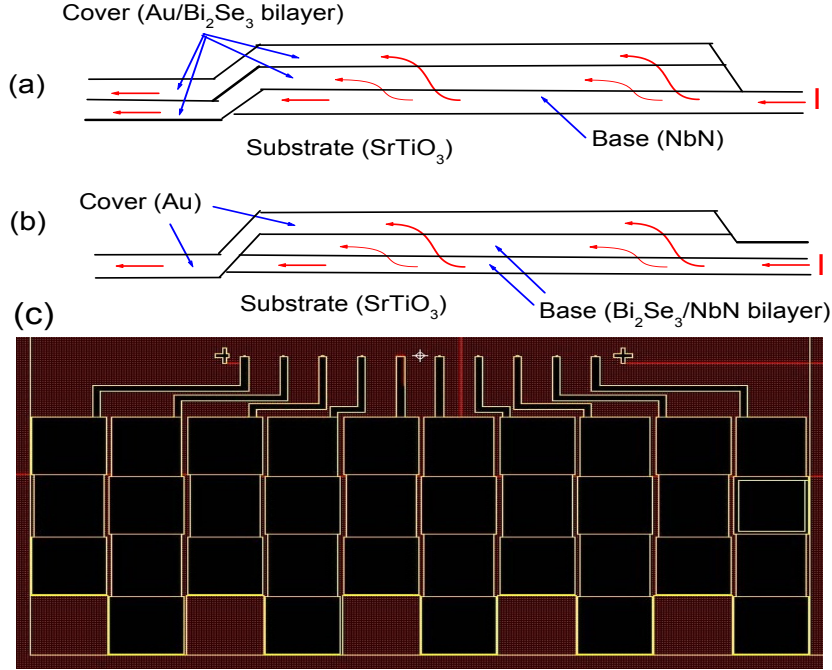 Cover (Au/Bi₂Se₃ bilayer)
(a)
I
Base (NbN)
Substrate (SrTiO₃)
(b)
Cover (Au)
I
Substrate (SrTiO₃)
Base (Bi₂Se₃/NbN bilayer)
(c)